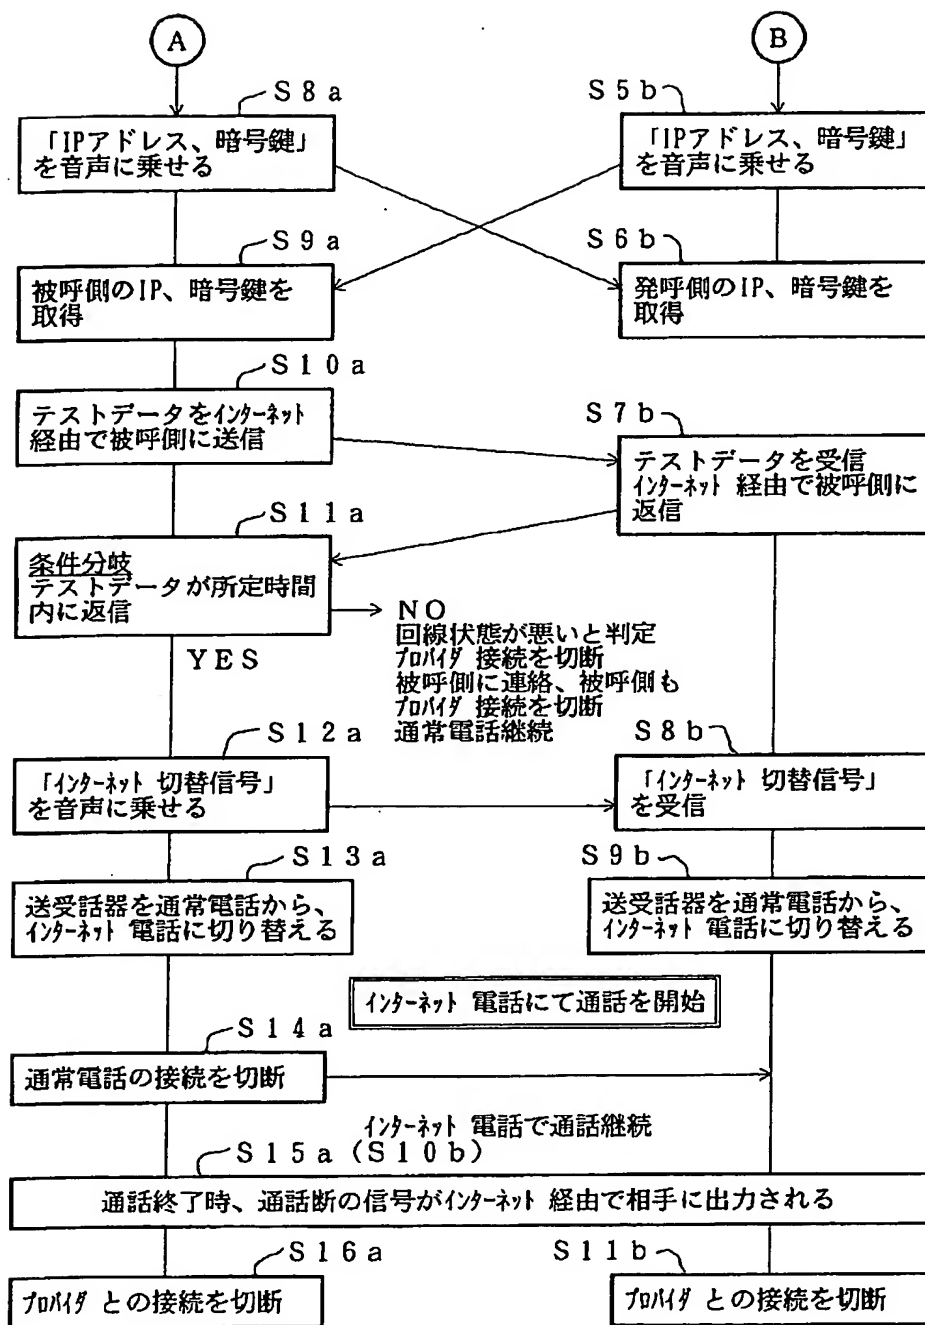 A
B
S8a
S5b
「IPアドレス、暗号鍵」
を音声に乗せる
「IPアドレス、暗号鍵」
を音声に乗せる
S9a
S6b
被呼側のIP、暗号鍵を
取得
発呼側のIP、暗号鍵を
取得
S10a
テストデータをインターネット
経由で被呼側に送信
S7b
テストデータを受信
インターネット 経由で被呼側に
返信
S11a
条件分岐
テストデータが所定時間
内に返信
NO
回線状態が悪いと判定
プロバイダ 接続を切断
被呼側に連絡、被呼側も
プロバイダ 接続を切断
通常電話継続
YES
S12a
S8b
「インターネット 切替信号」
を音声に乗せる
「インターネット 切替信号」
を受信
S13a
S9b
送受話器を通常電話から、
インターネット 電話に切り替える
送受話器を通常電話から、
インターネット 電話に切り替える
インターネット 電話にて通話を開始
S14a
通常電話の接続を切断
インターネット 電話で通話継続
S15a(S10b)
通話終了時、通話断の信号がインターネット 経由で相手に出力される
S16a
S11b
プロバイダ との接続を切断
プロバイダ との接続を切断